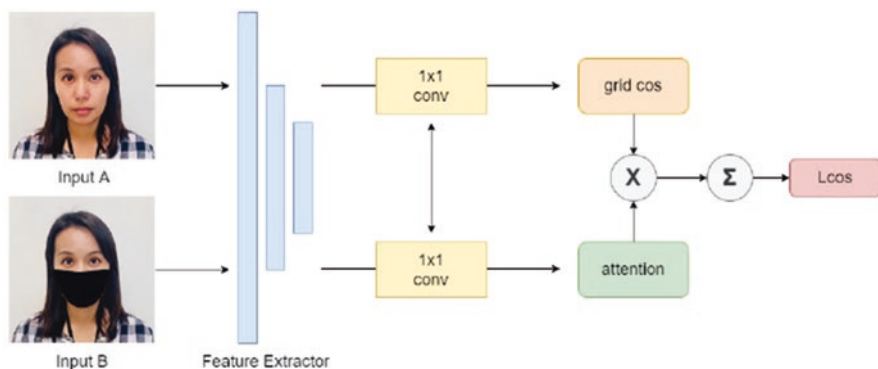 Input A
Input B
Feature Extractor
1x1
conv
1x1
conv
grid cos
attention
X
Σ
Lcos